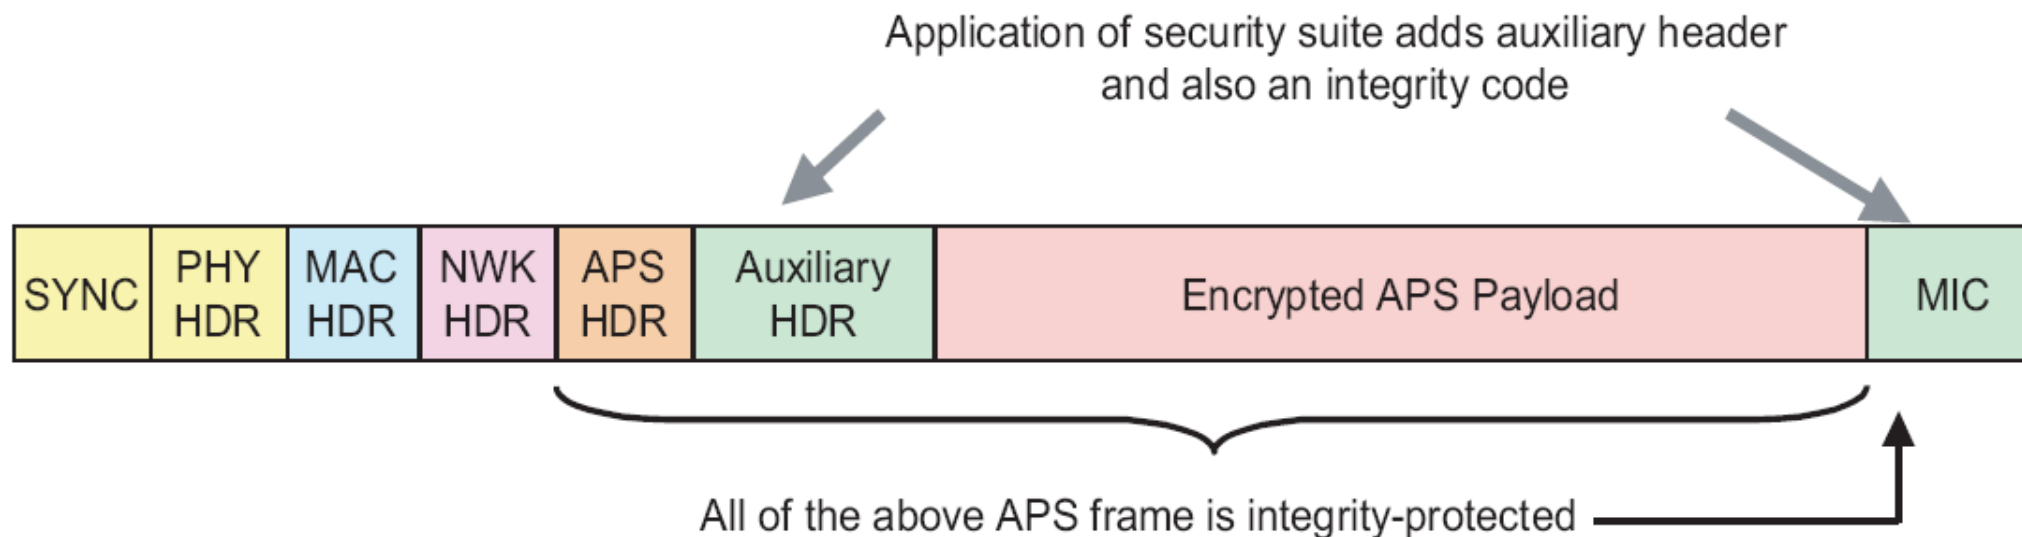 Application of security suite adds auxiliary header
and also an integrity code
SYNC
PHY
HDR
MAC
HDR
NWK
HDR
APS
HDR
Auxiliary
HDR
Encrypted APS Payload
MIC
All of the above APS frame is integrity-protected